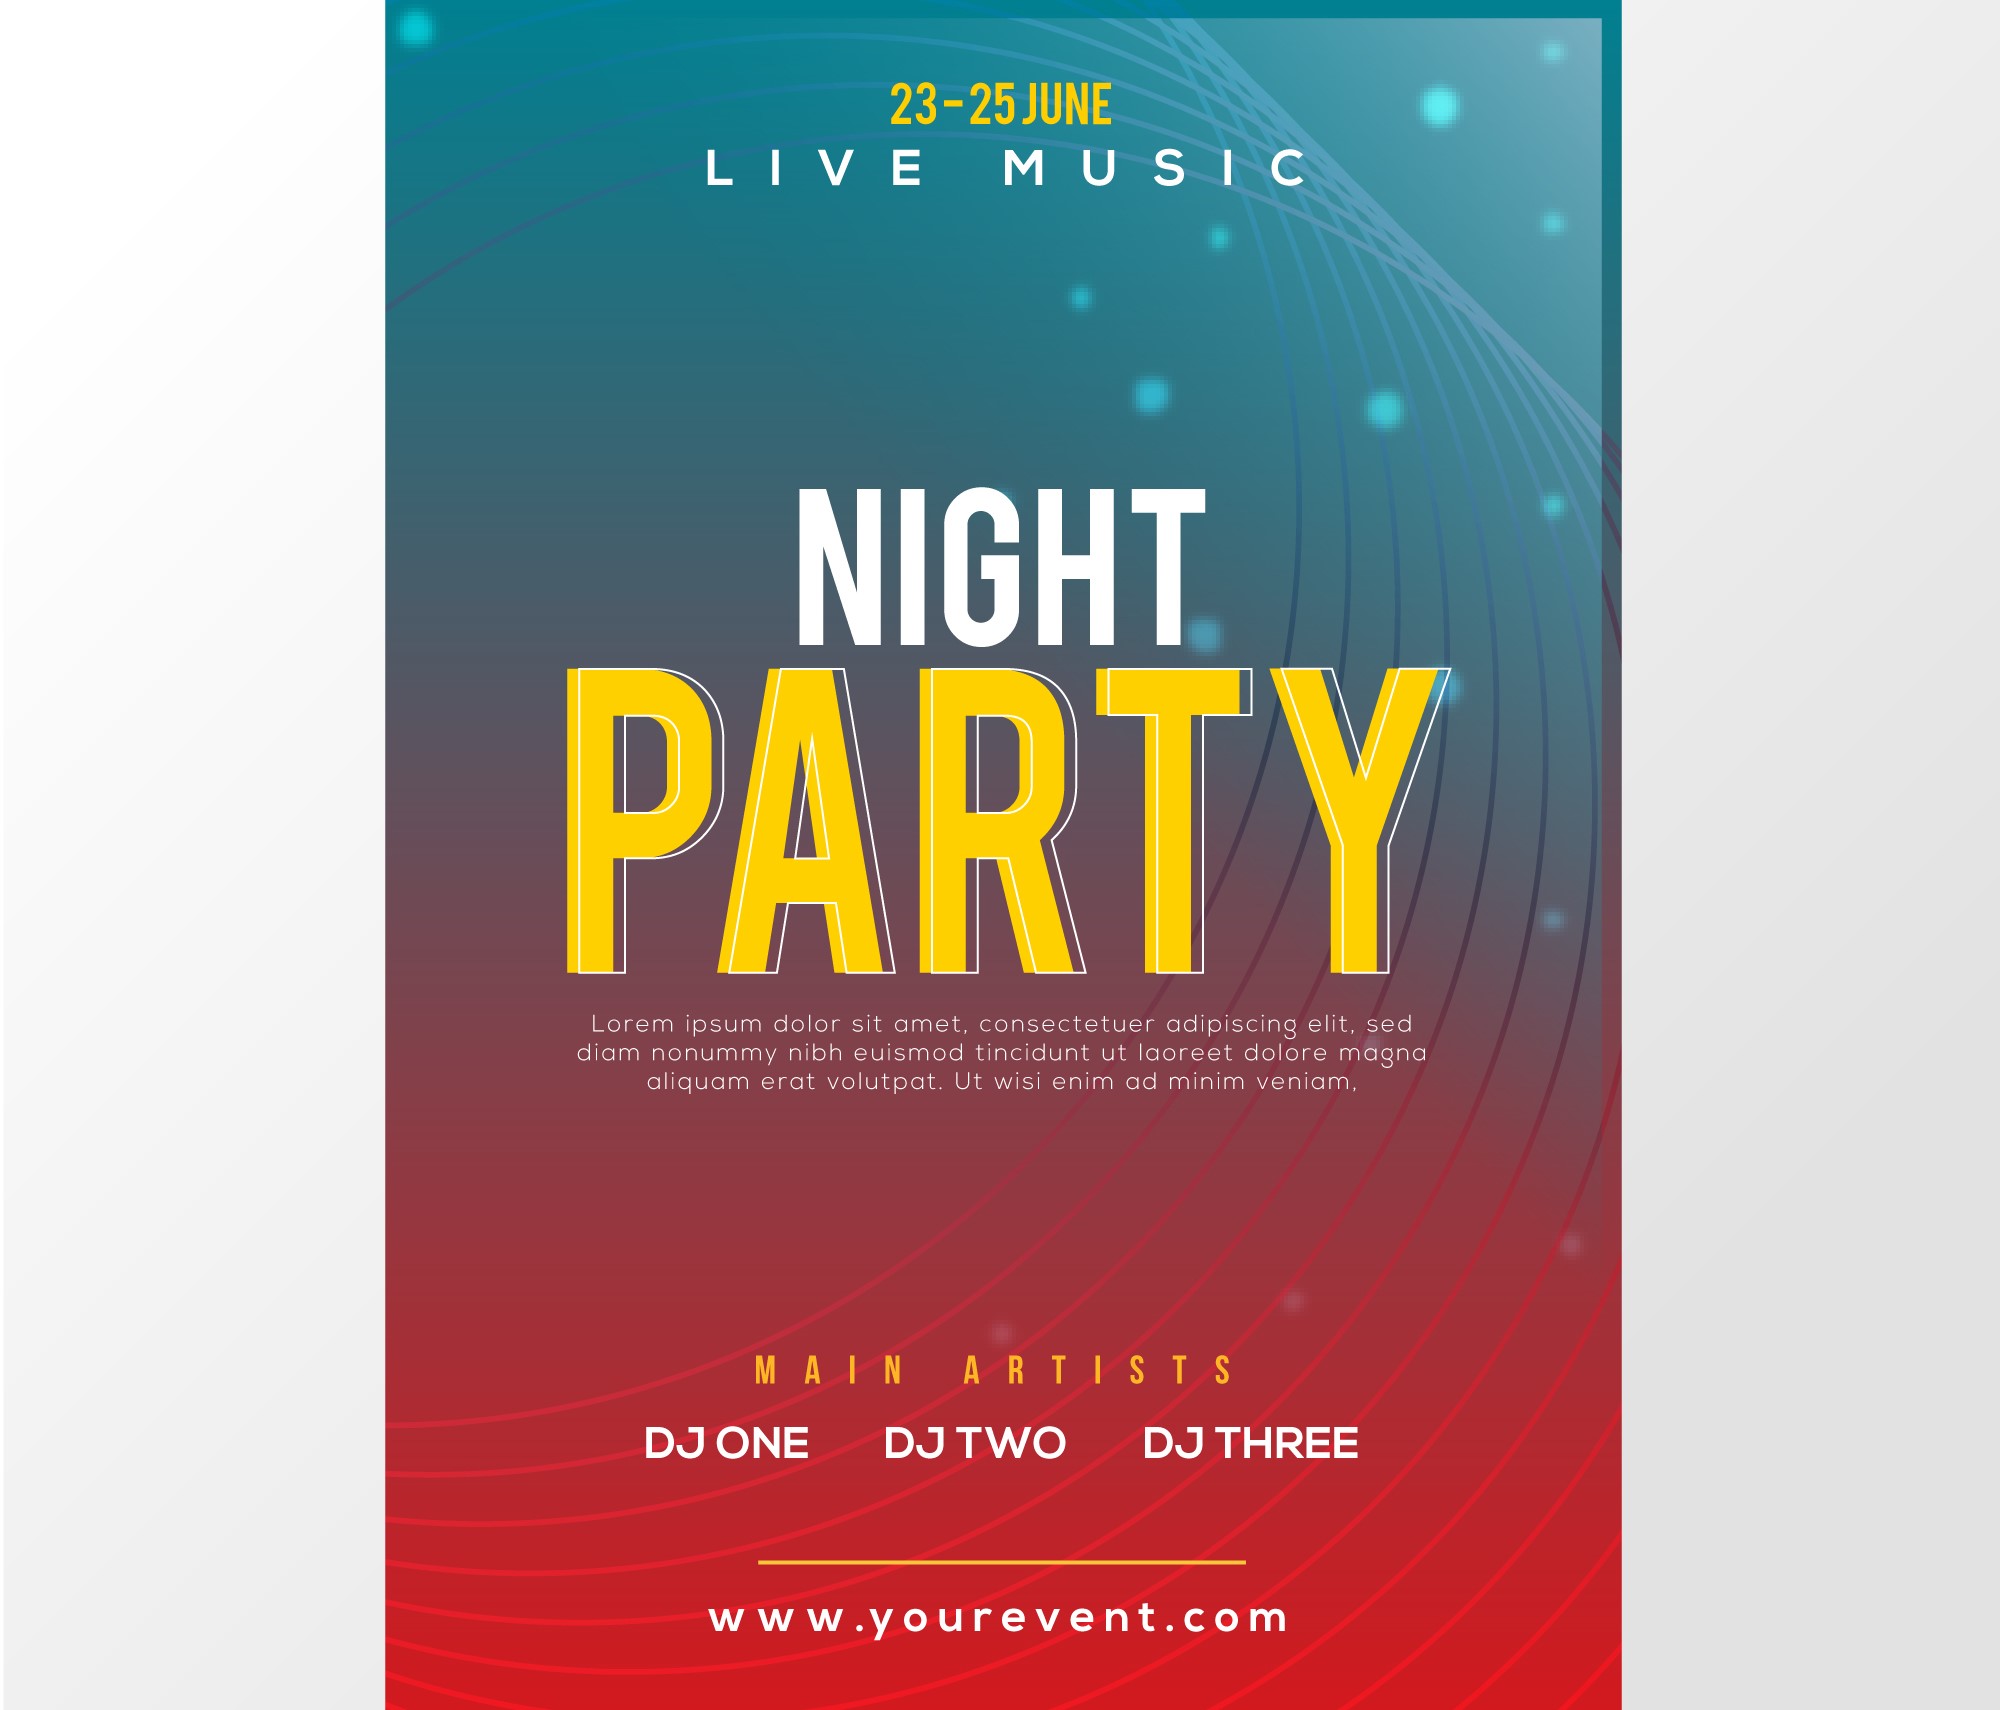 23-25 JUNE
LIVE MUSIC
NIGHT
PARTY
Lorem ipsum dolor sit amet, consectetuer adipiscing elit, sed
diam nonummy nibh euismod tincidunt ut laoreet dolore magna
aliquam erat volutpat. Ut wisi enim ad minim veniam,
MAIN ARTISTS
DJ ONE DJ TWO DJ THREE
www.yourevent.com